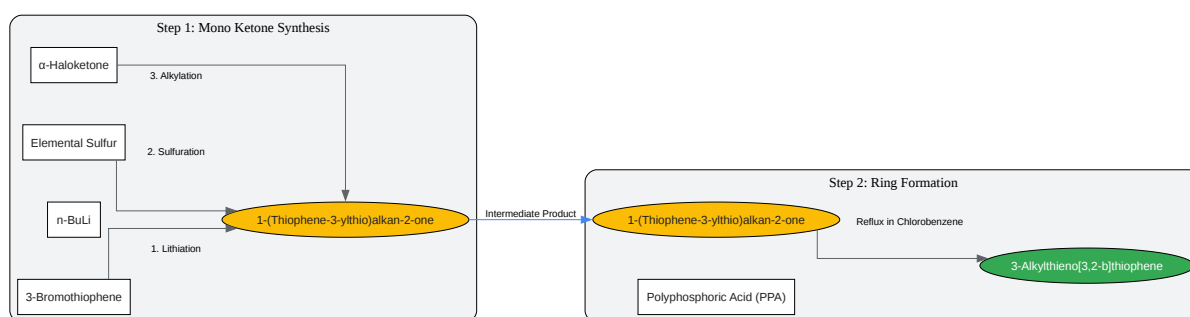 Step 1: Mono Ketone Synthesis
α-Haloketone
3. Alkylation
Elemental Sulfur
2. Sulfuration
n-BuLi
1-(Thiophene-3-ylthio)alkan-2-one
1. Lithiation
3-Bromothiophene
Intermediate Product
Step 2: Ring Formation
1-(Thiophene-3-ylthio)alkan-2-one
Reflux in Chlorobenzene
3-Alkylthieno[3,2-b]thiophene
Polyphosphoric Acid (PPA)